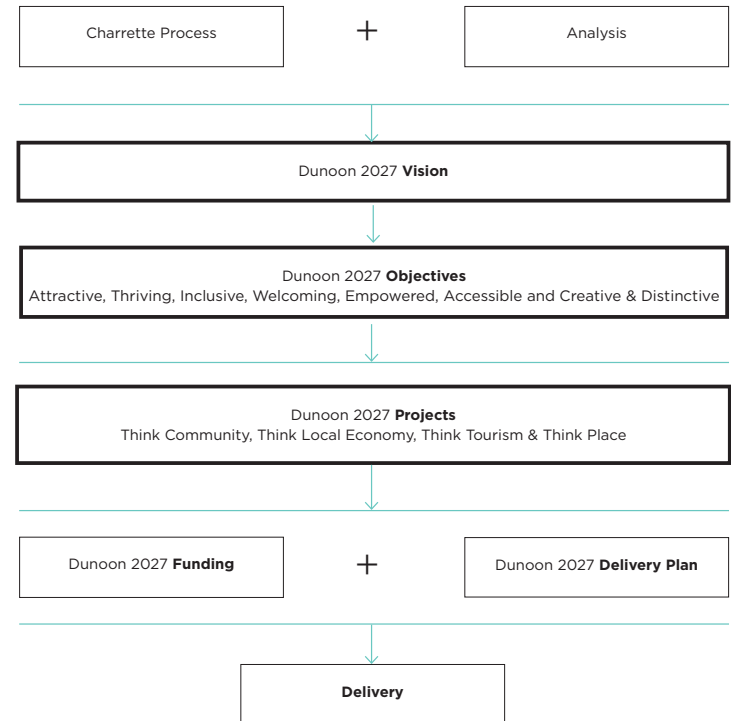 Charrette Process
+
Analysis
Dunoon 2027 Vision
Dunoon 2027 Objectives
Attractive, Thriving, Inclusive, Welcoming, Empowered, Accessible and Creative & Distinctive
Dunoon 2027 Projects
Think Community, Think Local Economy, Think Tourism & Think Place
Dunoon 2027 Funding
+
Dunoon 2027 Delivery Plan
Delivery